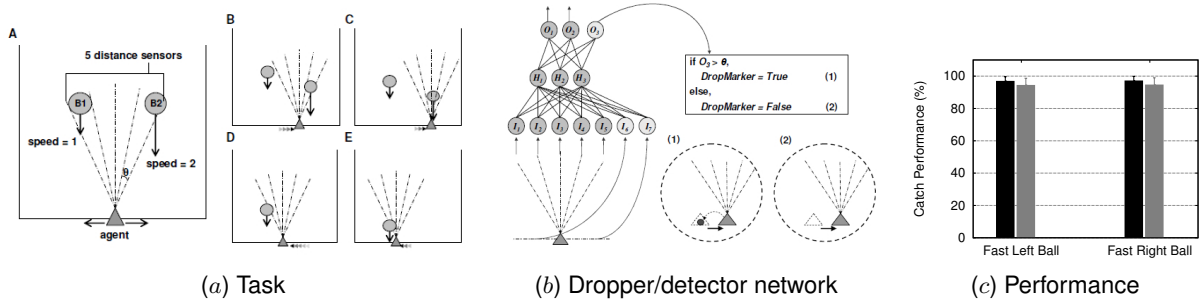 A
5 distance sensors
B1
B2
speed = 1
speed = 2
θ
agent
B
C
D
E
(a) Task
O1 O2 O3
H1 H2 H3
I1 I2 I3 I4 I5 I6 I7
if O3 > θ,
DropMarker = True (1)
else,
DropMarker = False (2)
(1)
(2)
(b) Dropper/detector network
Catch Performance (%)
100
80
60
40
20
0
Fast Left Ball
Fast Right Ball
(c) Performance